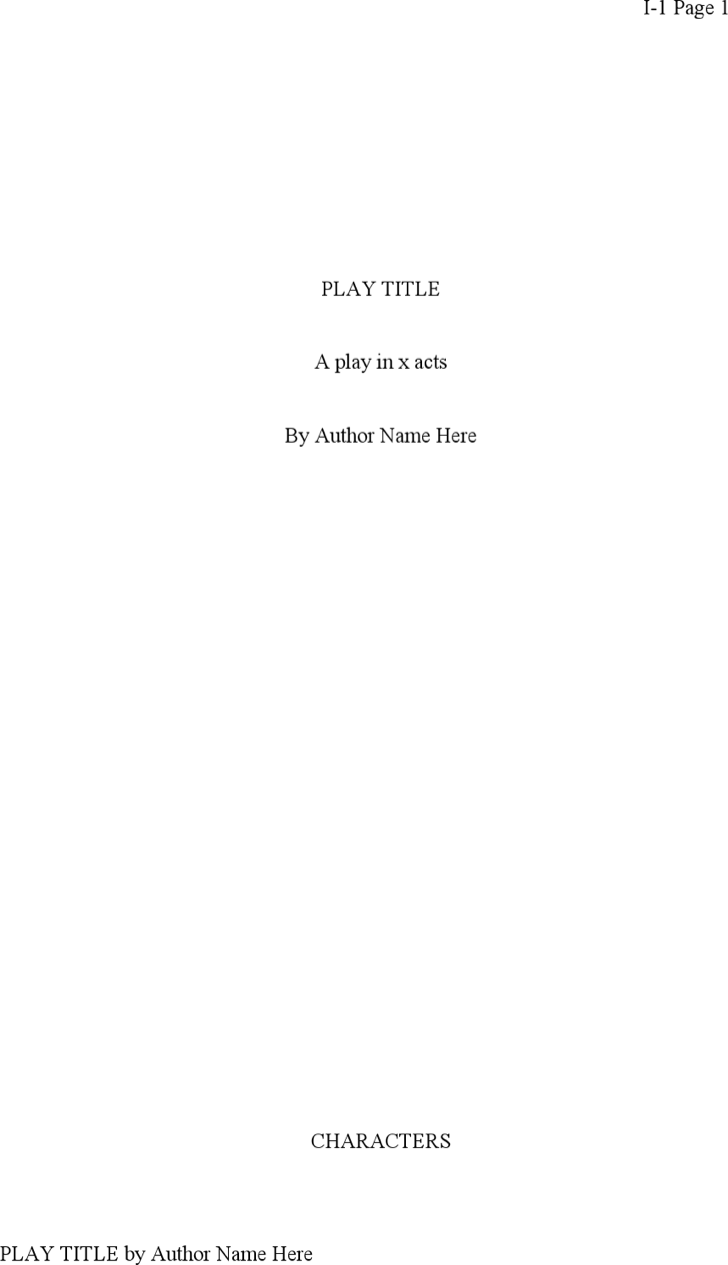 I-1 Page 1
PLAY TITLE
A play in x acts
By Author Name Here
CHARACTERS
PLAY TITLE by Author Name Here